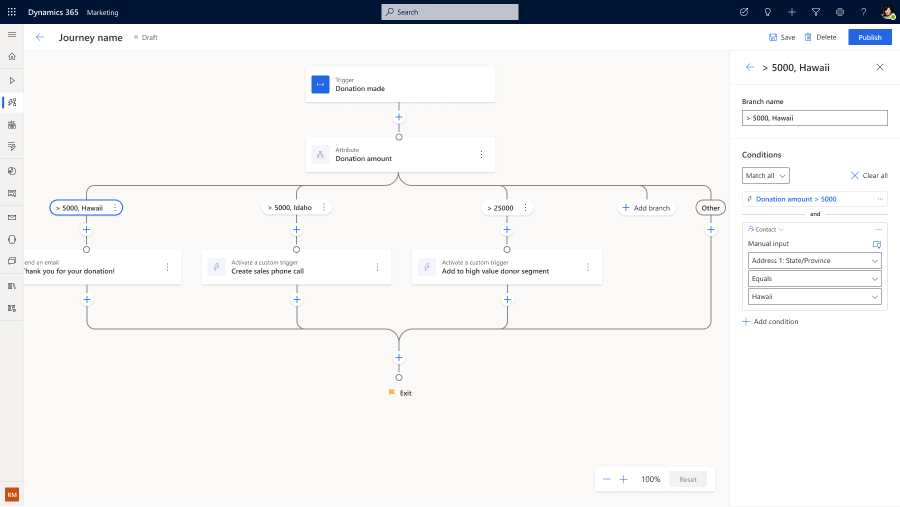 Dynamics 365 Marketing
Search
?
Journey name Draft
Save Delete Publish
Trigger
Donation made
Attribute
Donation amount
> 5000, Hawaii
> 5000, Idaho
> 25000
Add branch
Other
end an email
hank you for your donation!
Activate a custom trigger
Create sales phone call
Activate a custom trigger
Add to high value donor segment
Exit
100% Reset
RM
> 5000, Hawaii
Branch name
> 5000, Hawaii
Conditions
Match all
Clear all
Donation amount > 5000
and
Contact
Manual input
Address 1: State/Province
Equals
Hawaii
Add condition